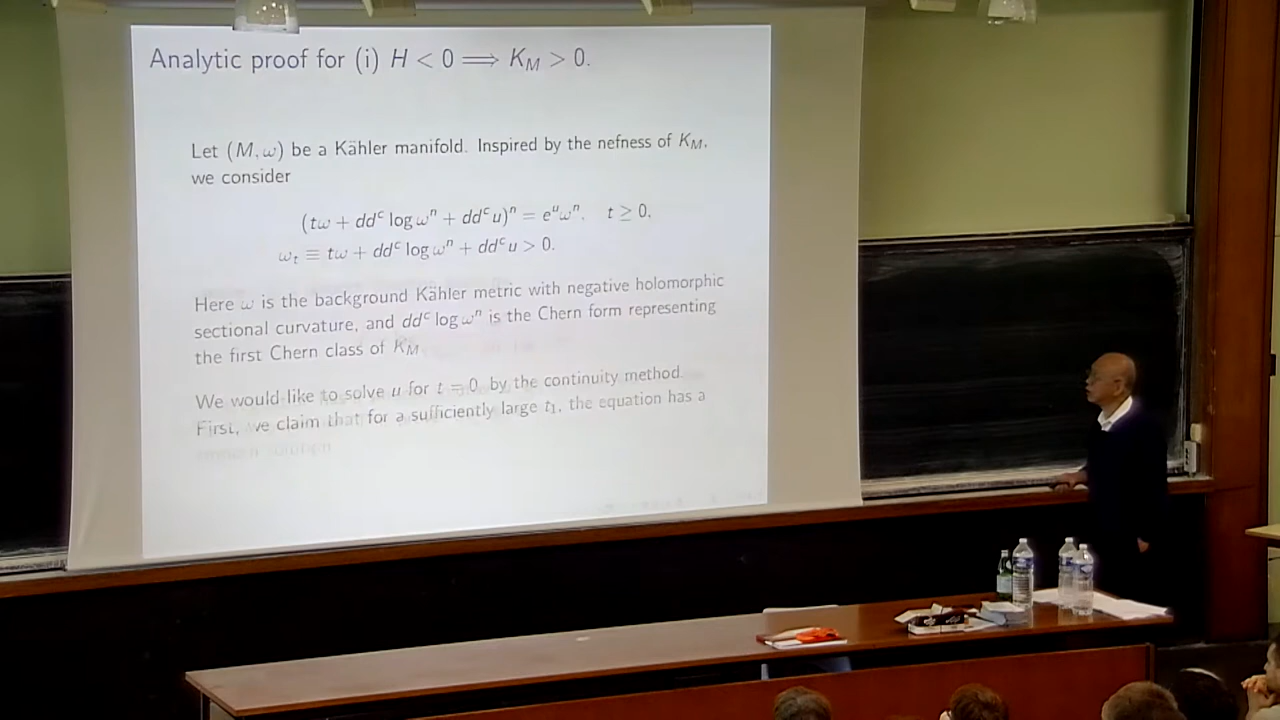 Analytic proof for (i) H < 0 ⟹ K_M > 0.
Let (M, ω) be a Kähler manifold. Inspired by the nefness of K_M,
we consider
(tω + dd^c log ω^n + dd^c u)^n = e^u ω^n, t ≥ 0,
ω_t ≡ tω + dd^c log ω^n + dd^c u > 0.
Here ω is the background Kähler metric with negative holomorphic
sectional curvature, and dd^c log ω^n is the Chern form representing
the first Chern class of K_M
We would like to solve u for t = 0 by the continuity method.
First, we claim that for a sufficiently large t_1, the equation has a